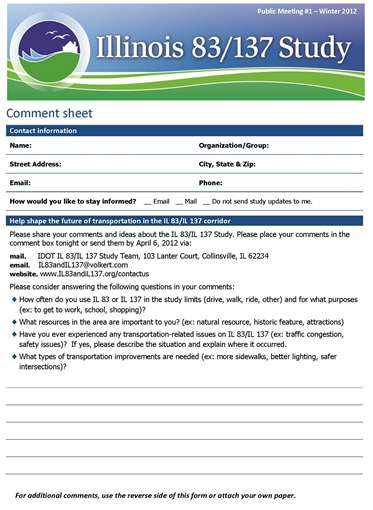 Public Meeting #1 – Winter 2012
Illinois 83/137 Study
Comment sheet
Contact information
Name: Organization/Group:
Street Address: City, State & Zip:
Email: Phone:
How would you like to stay informed? __ Email __ Mail __ Do not send study updates to me.
Help shape the future of transportation in the IL 83/IL 137 corridor
Please share your comments and ideas about the IL 83/IL 137 Study. Please place your comments in the
comment box tonight or send them by April 6, 2012 via:
mail. IDOT IL 83/IL 137 Study Team, 103 Lanter Court, Collinsville, IL 62234
email. IL83andIL137@volkert.com
website. www.IL83andIL137.org/contactus
Please consider answering the following questions in your comments:
♦ How often do you use IL 83 or IL 137 in the study limits (drive, walk, ride, other) and for what purposes
(ex: to get to work, school, shopping)?
♦ What resources in the area are important to you? (ex: natural resource, historic feature, attractions)
♦ Have you ever experienced any transportation-related issues on IL 83/IL 137 (ex: traffic congestion,
safety issues)? If yes, please describe the situation and explain where it occurred.
♦ What types of transportation improvements are needed (ex: more sidewalks, better lighting, safer
intersections)?
For additional comments, use the reverse side of this form or attach your own paper.